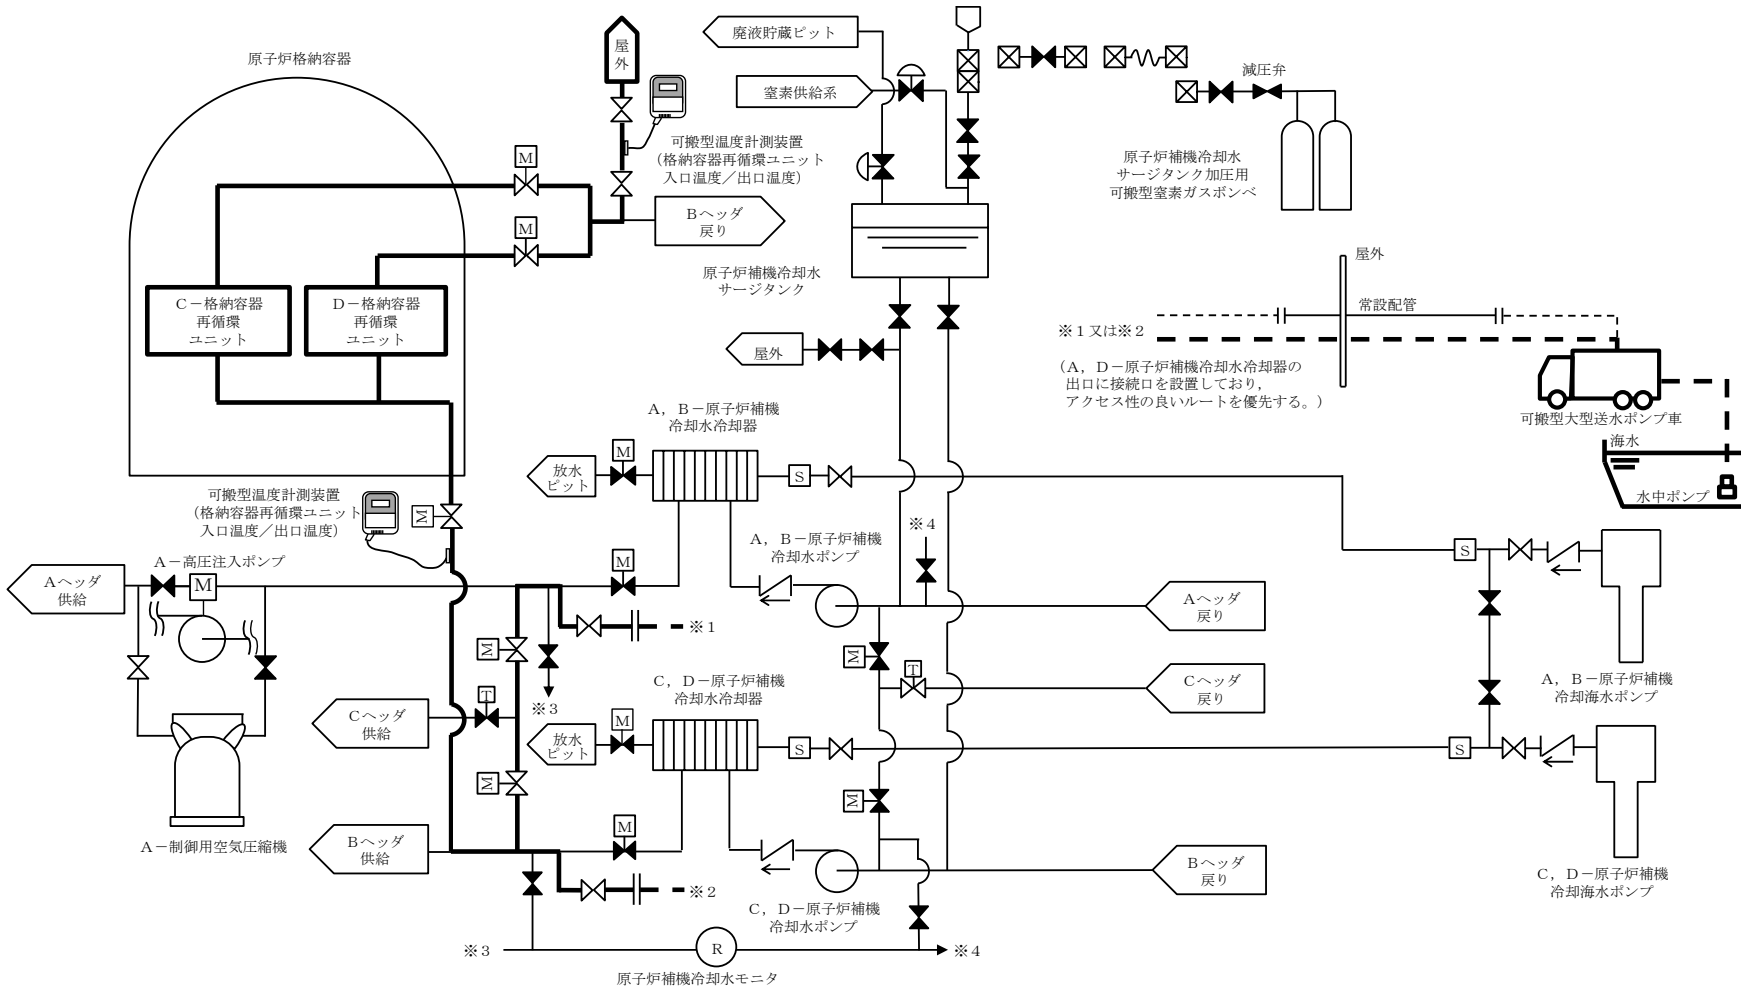 原子炉格納容器
屋
外
廃液貯蔵ピット
窒素供給系
可搬型温度計測装置
（格納容器再循環ユニット
入口温度／出口温度）
減圧弁
原子炉補機冷却水
サージタンク加圧用
可搬型窒素ガスボンベ
M
M
Bヘッダ
戻り
原子炉補機冷却水
サージタンク
C－格納容器
再循環
ユニット
D－格納容器
再循環
ユニット
屋外
屋外
常設配管
※1又は※2
（A，D－原子炉補機冷却水冷却器の
出口に接続口を設置しており，
アクセス性の良いルートを優先する。）
可搬型大型送水ポンプ車
海水
水中ポンプ
A，B－原子炉補機
冷却水冷却器
放水
ピット
M
S
可搬型温度計測装置
（格納容器再循環ユニット
入口温度／出口温度）
M
A－高圧注入ポンプ
Aヘッダ
供給
M
M
A，B－原子炉補機
冷却水ポンプ
※4
S
Aヘッダ
戻り
※1
M
M
※3
C，D－原子炉補機
冷却水冷却器
T
Cヘッダ
戻り
A，B－原子炉補機
冷却海水ポンプ
Cヘッダ
供給
T
放水
ピット
M
S
S
M
M
Bヘッダ
供給
M
A－制御用空気圧縮機
※2
C，D－原子炉補機
冷却水ポンプ
Bヘッダ
戻り
C，D－原子炉補機
冷却海水ポンプ
※3
R
※4
原子炉補機冷却水モニタ